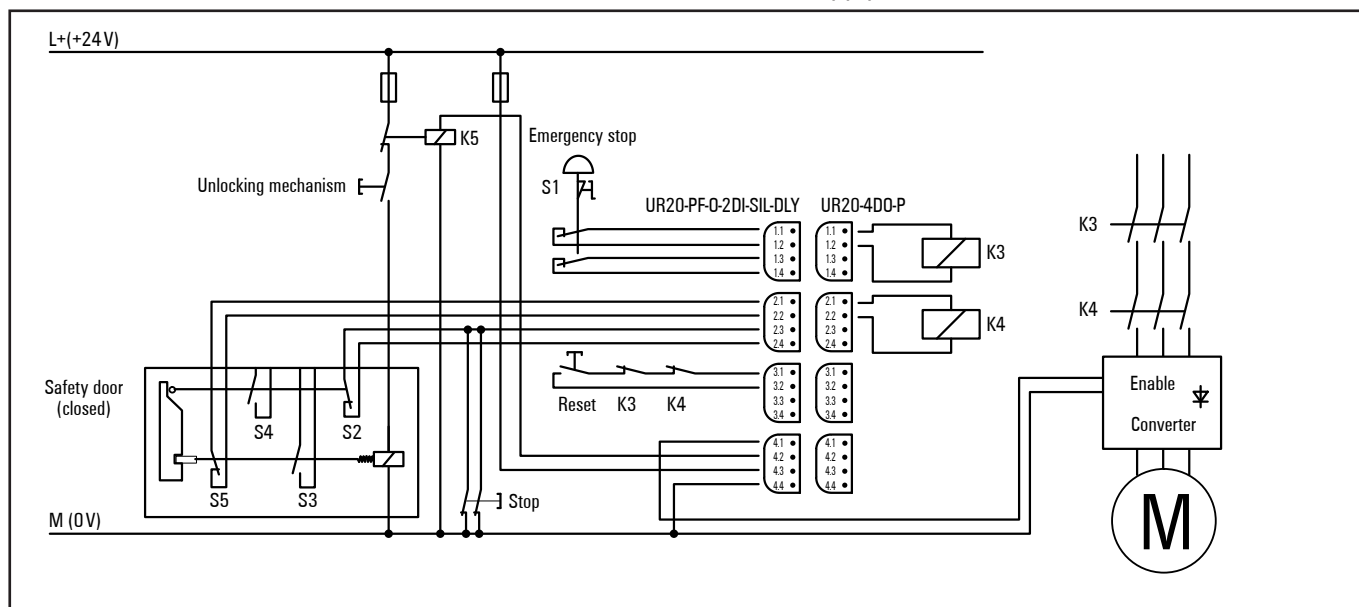 L+(+24 V)
K5
Emergency stop
Unlocking mechanism
S1
UR20-PF-O-2DI-SIL-DLY
UR20-4DO-P
1.1
1.2
1.3
1.4
1.1
1.2
1.3
1.4
K3
K3
2.1
2.2
2.3
2.4
2.1
2.2
2.3
2.4
K4
K4
Safety door
(closed)
S4
S2
Reset
K3
K4
3.1
3.2
3.3
3.4
3.1
3.2
3.3
3.4
Enable
Converter
S5
S3
4.1
4.2
4.3
4.4
4.1
4.2
4.3
4.4
Stop
M (0 V)
M